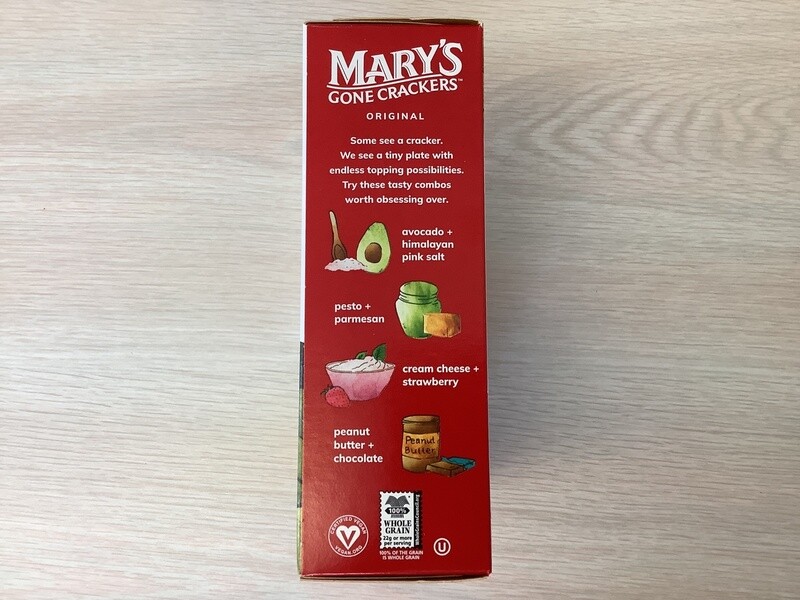 MARY'S
GONE CRACKERS™
ORIGINAL
Some see a cracker.
We see a tiny plate with
endless topping possibilities.
Try these tasty combos
worth obsessing over.
avocado +
himalayan
pink salt
pesto +
parmesan
cream cheese +
strawberry
peanut
butter +
chocolate
Peanut
Butter
CERTIFIED VEGAN
VEGAN.ORG
100%
WHOLE
GRAIN
22g or more
per serving
WholeGrainsCouncil.org
100% OF THE GRAIN
IS WHOLE GRAIN
U